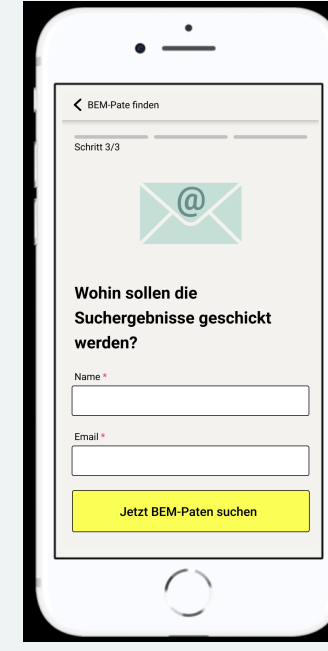 BEM-Pate finden
Schritt 3/3
@
Wohin sollen die
Suchergebnisse geschickt
werden?
Name *
Email *
Jetzt BEM-Paten suchen